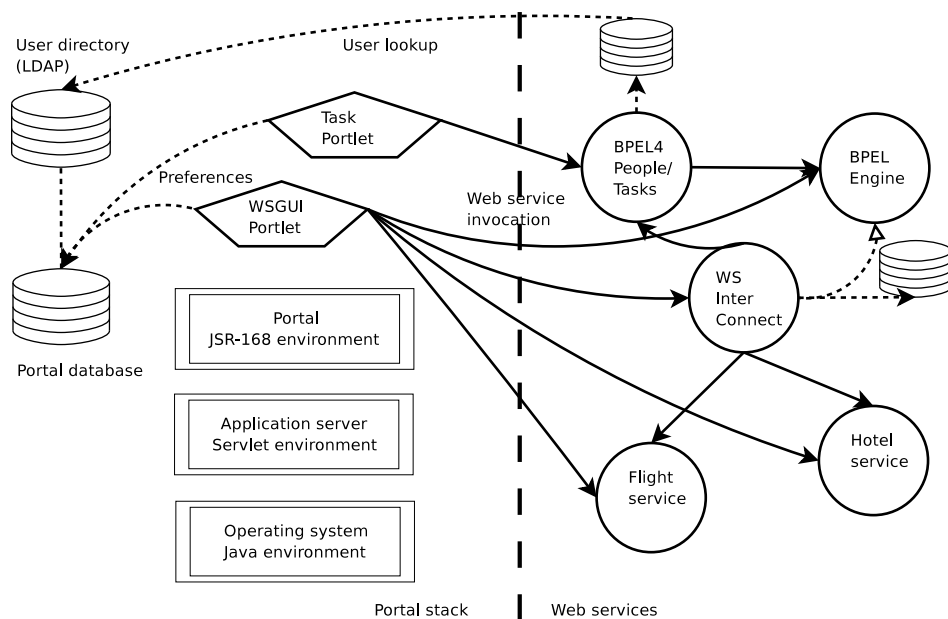 User directory
(LDAP)
User lookup
Task
Portlet
BPEL4
People/
Tasks
BPEL
Engine
Preferences
WSGUI
Portlet
Web service
invocation
WS
Inter
Connect
Portal
JSR-168 environment
Portal database
Application server
Servlet environment
Hotel
service
Flight
service
Operating system
Java environment
Portal stack
Web services